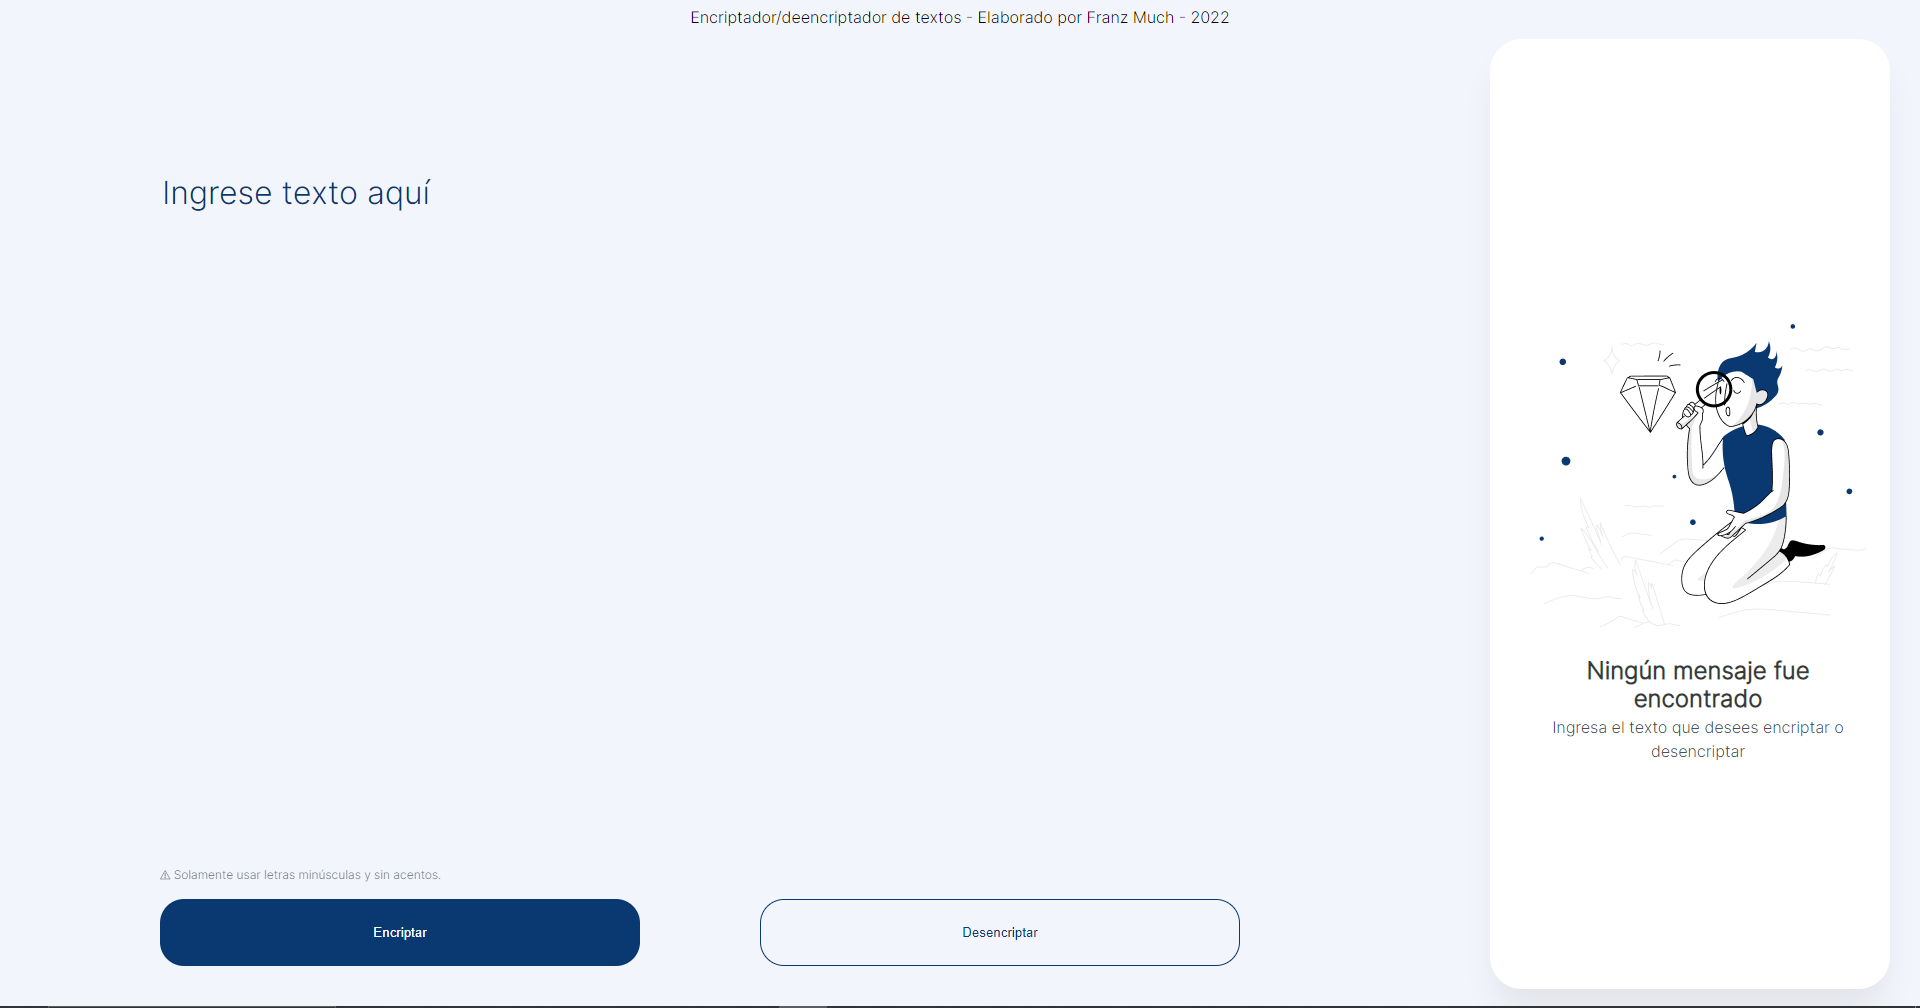 Encriptador/deencriptador de textos - Elaborado por Franz Much - 2022
Ingrese texto aquí
⚠ Solamente usar letras minúsculas y sin acentos.
Encriptar
Desencriptar
Ningún mensaje fue
encontrado
Ingresa el texto que desees encriptar o
desencriptar